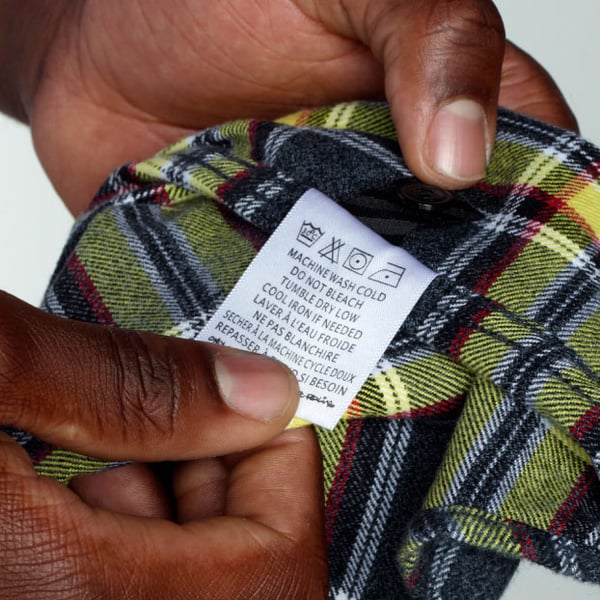 MACHINE WASH COLD
DO NOT BLEACH
TUMBLE DRY LOW
COOL IRON IF NEEDED
LAVER À L'EAU FROIDE
NE PAS BLANCHIRE
SECHER À LA MACHINE CYCLE DOUX
REPASSER À SI BESOIN